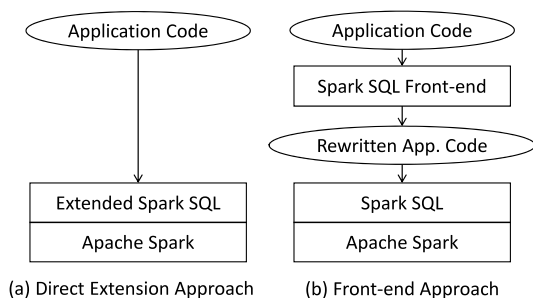 Application Code
Extended Spark SQL
Apache Spark
(a) Direct Extension Approach
Application Code
Spark SQL Front-end
Rewritten App. Code
Spark SQL
Apache Spark
(b) Front-end Approach